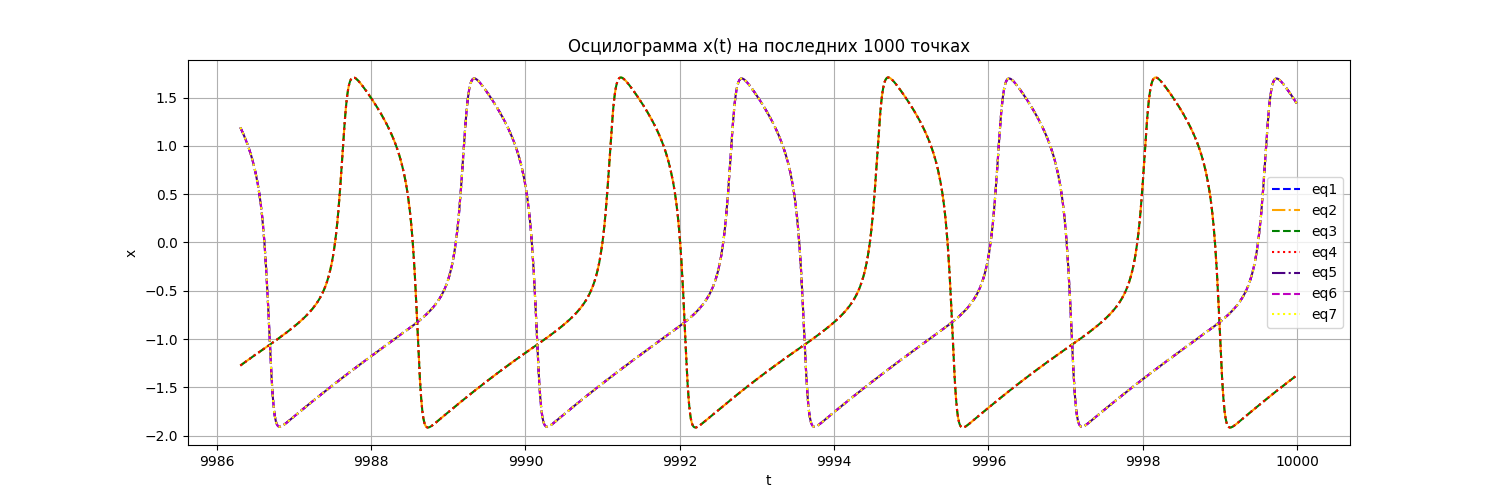 Осцилограмма x(t) на последних 1000 точках
x
1.5
1.0
0.5
0.0
−0.5
−1.0
−1.5
−2.0
eq1
eq2
eq3
eq4
eq5
eq6
eq7
9986 9988 9990 9992 9994 9996 9998 10000
t